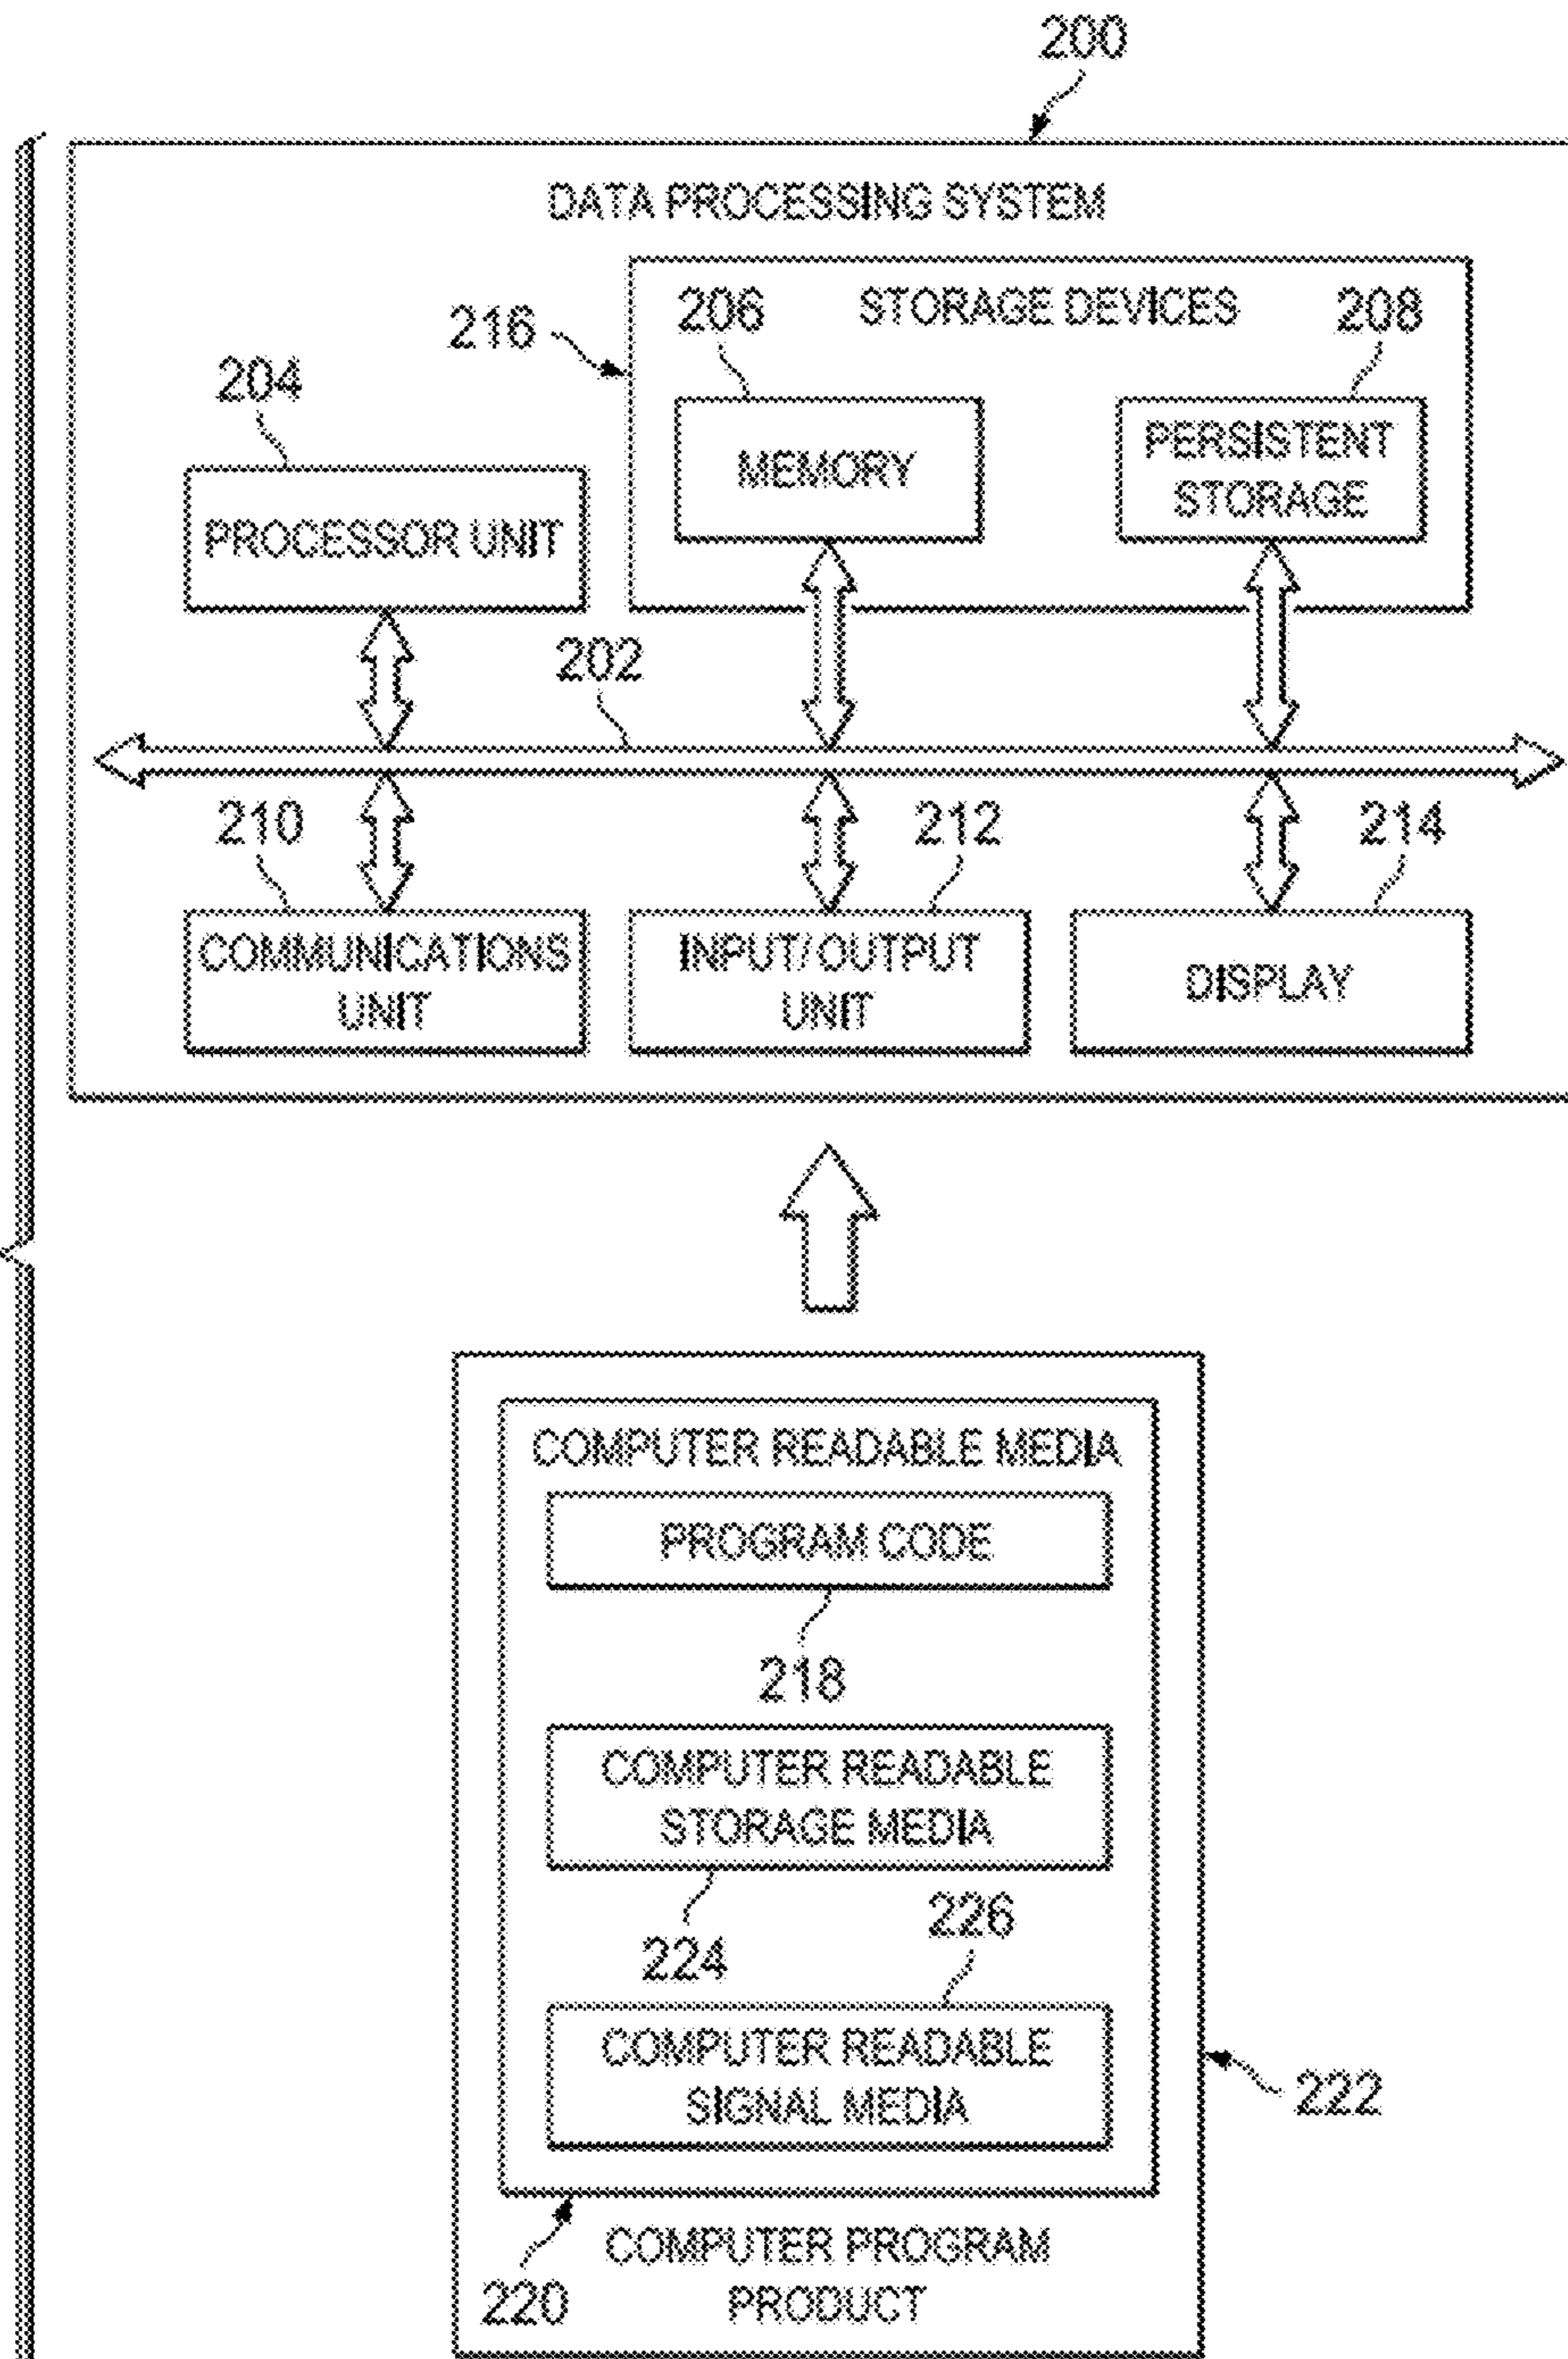 200
DATA PROCESSING SYSTEM
206 STORAGE DEVICES 208
216
204
MEMORY
PERSISTENT
STORAGE
PROCESSOR UNIT
202
210 212 214
COMMUNICATIONS
UNIT
INPUT/OUTPUT
UNIT
DISPLAY
COMPUTER READABLE MEDIA
PROGRAM CODE
218
COMPUTER READABLE
STORAGE MEDIA
224
226
COMPUTER READABLE
SIGNAL MEDIA
222
220
COMPUTER PROGRAM
PRODUCT